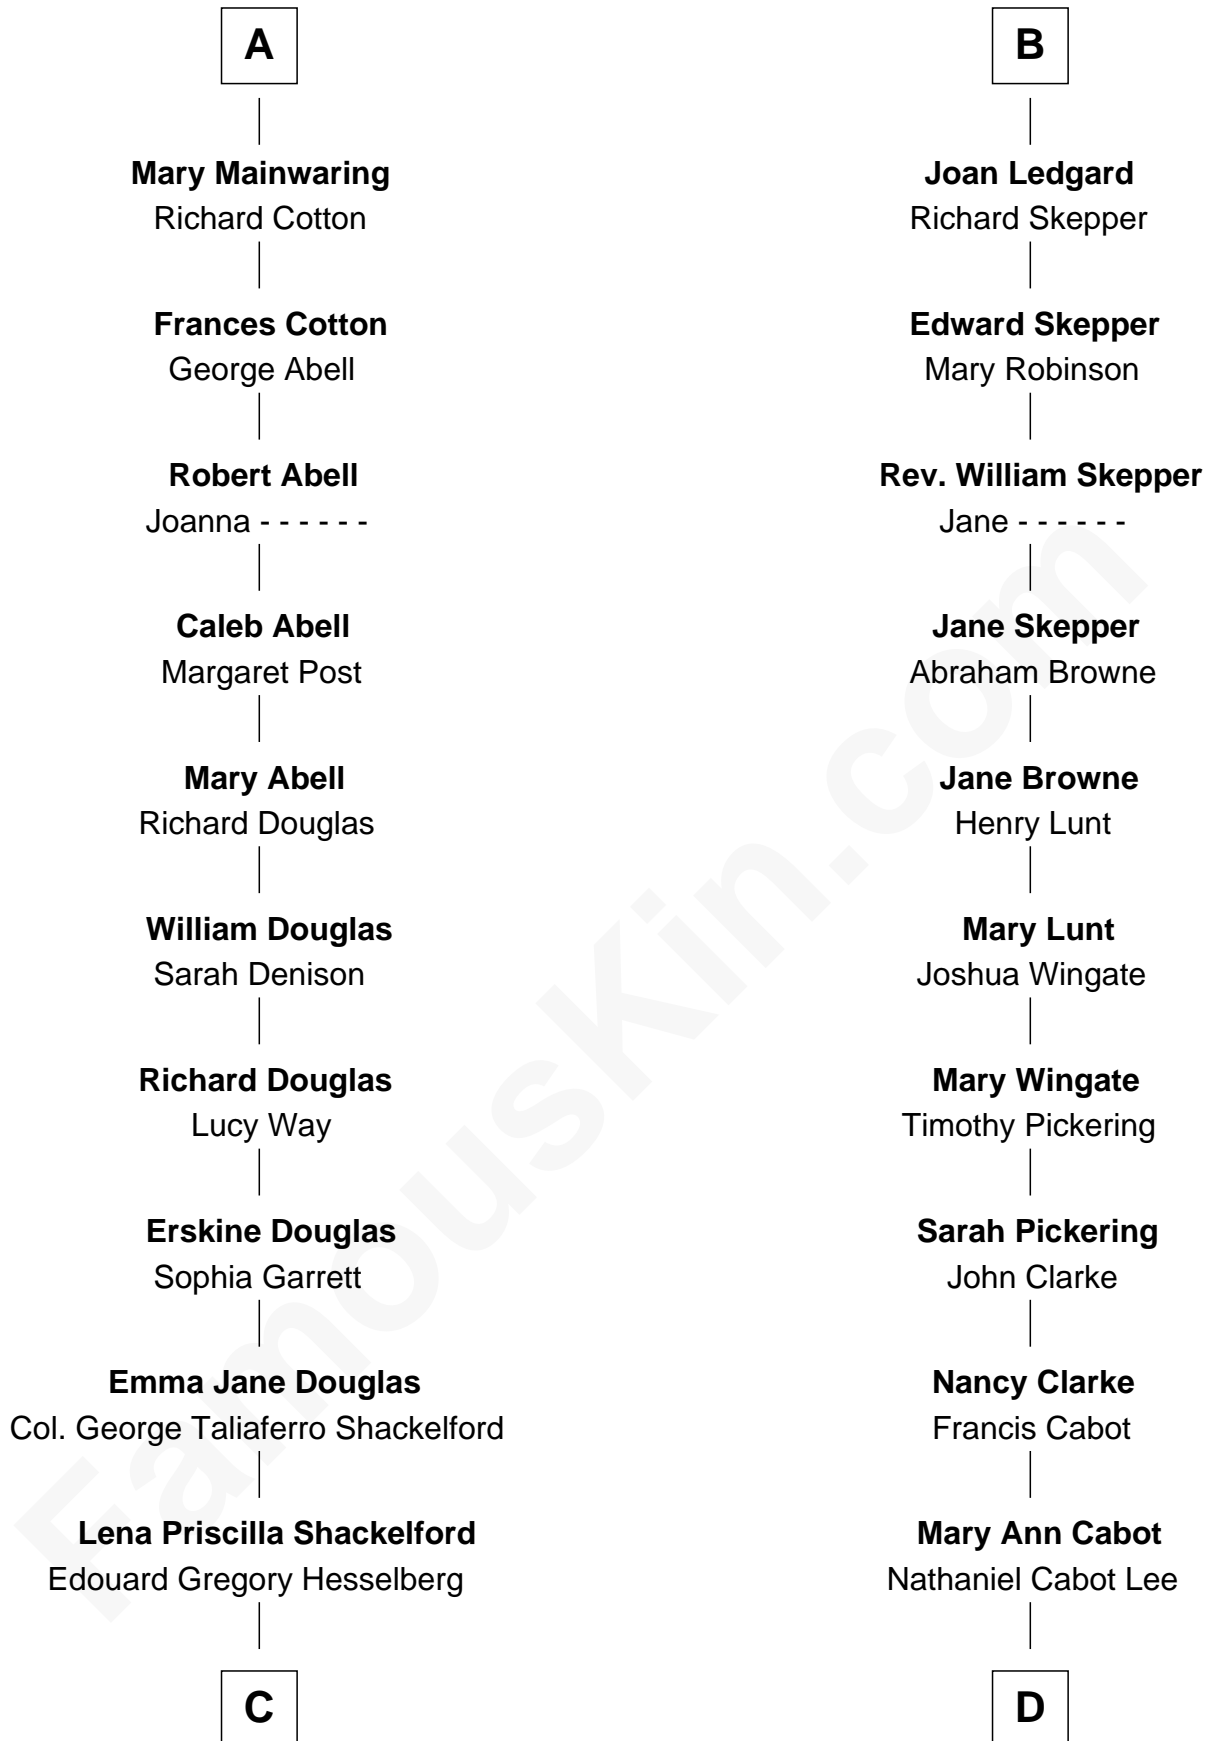 A
Mary Mainwaring
Richard Cotton
Frances Cotton
George Abell
Robert Abell
Joanna - - - - - -
Caleb Abell
Margaret Post
Mary Abell
Richard Douglas
William Douglas
Sarah Denison
Richard Douglas
Lucy Way
Erskine Douglas
Sophia Garrett
Emma Jane Douglas
Col. George Taliaferro Shackelford
Lena Priscilla Shackelford
Edouard Gregory Hesselberg
C
B
Joan Ledgard
Richard Skepper
Edward Skepper
Mary Robinson
Rev. William Skepper
Jane - - - - - -
Jane Skepper
Abraham Browne
Jane Browne
Henry Lunt
Mary Lunt
Joshua Wingate
Mary Wingate
Timothy Pickering
Sarah Pickering
John Clarke
Nancy Clarke
Francis Cabot
Mary Ann Cabot
Nathaniel Cabot Lee
D
FamousKin.com